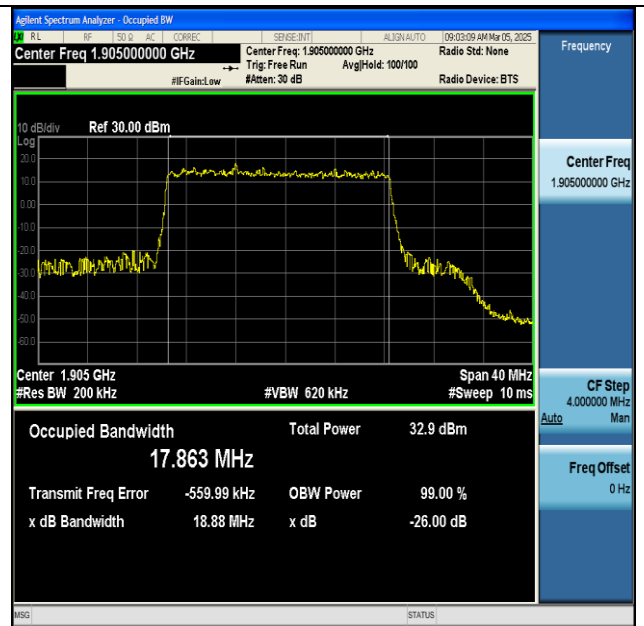 Agilent Spectrum Analyzer - Occupied BW
RL RF 50 Ω AC CORREC SENSE:INT ALIGN AUTO 09:03:09 AM Mar 05, 2025
Center Freq 1.905000000 GHz
Center Freq: 1.905000000 GHz Radio Std: None
Trig: Free Run Avg|Hold: 100/100
#IFGain:Low #Atten: 30 dB Radio Device: BTS
10 dB/div Ref 30.00 dBm
Log
20.0
10.0
0.00
-10.0
-20.0
-30.0
-40.0
-50.0
-60.0
Center 1.905 GHz Span 40 MHz
#Res BW 200 kHz #VBW 620 kHz #Sweep 10 ms
Occupied Bandwidth Total Power 32.9 dBm
17.863 MHz
Transmit Freq Error -559.99 kHz OBW Power 99.00 %
x dB Bandwidth 18.88 MHz x dB -26.00 dB
MSG STATUS
Frequency
Center Freq
1.905000000 GHz
CF Step
4.000000 MHz
Auto Man
Freq Offset
0 Hz